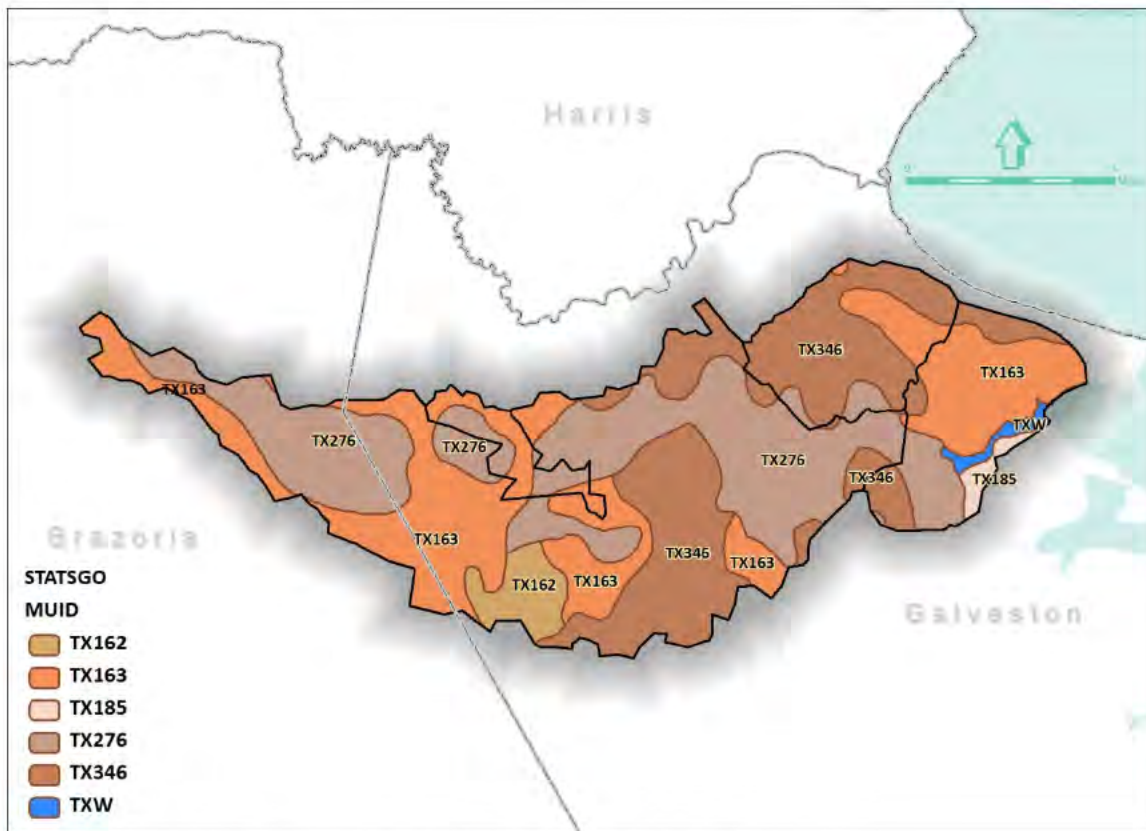 Harris
TX346
TX163
TX163
TXW
TX276
TX276
TX276
TX346
TX185
Brazoria
TX163
TX346
TX163
TX162
TX163
STATSGO
MUID
Galveston
TX162
TX163
TX185
TX276
TX346
TXW